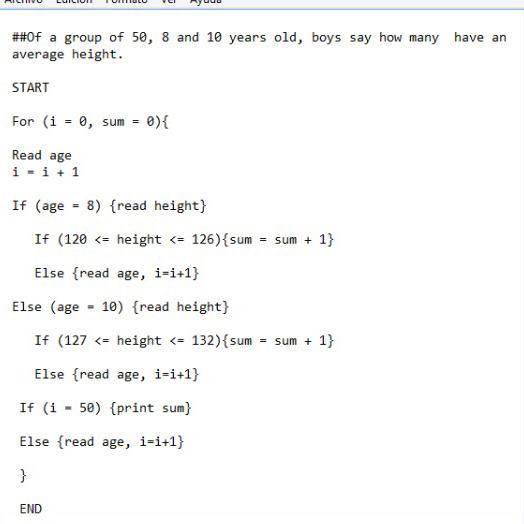 Archivo Edición Formato Ver Ayuda
##Of a group of 50, 8 and 10 years old, boys say how many  have an
average height.
START
For (i = 0, sum = 0){
Read age
i = i + 1
If (age = 8) {read height}
If (120 <= height <= 126){sum = sum + 1}
Else {read age, i=i+1}
Else (age = 10) {read height}
If (127 <= height <= 132){sum = sum + 1}
Else {read age, i=i+1}
If (i = 50) {print sum}
Else {read age, i=i+1}
}
END